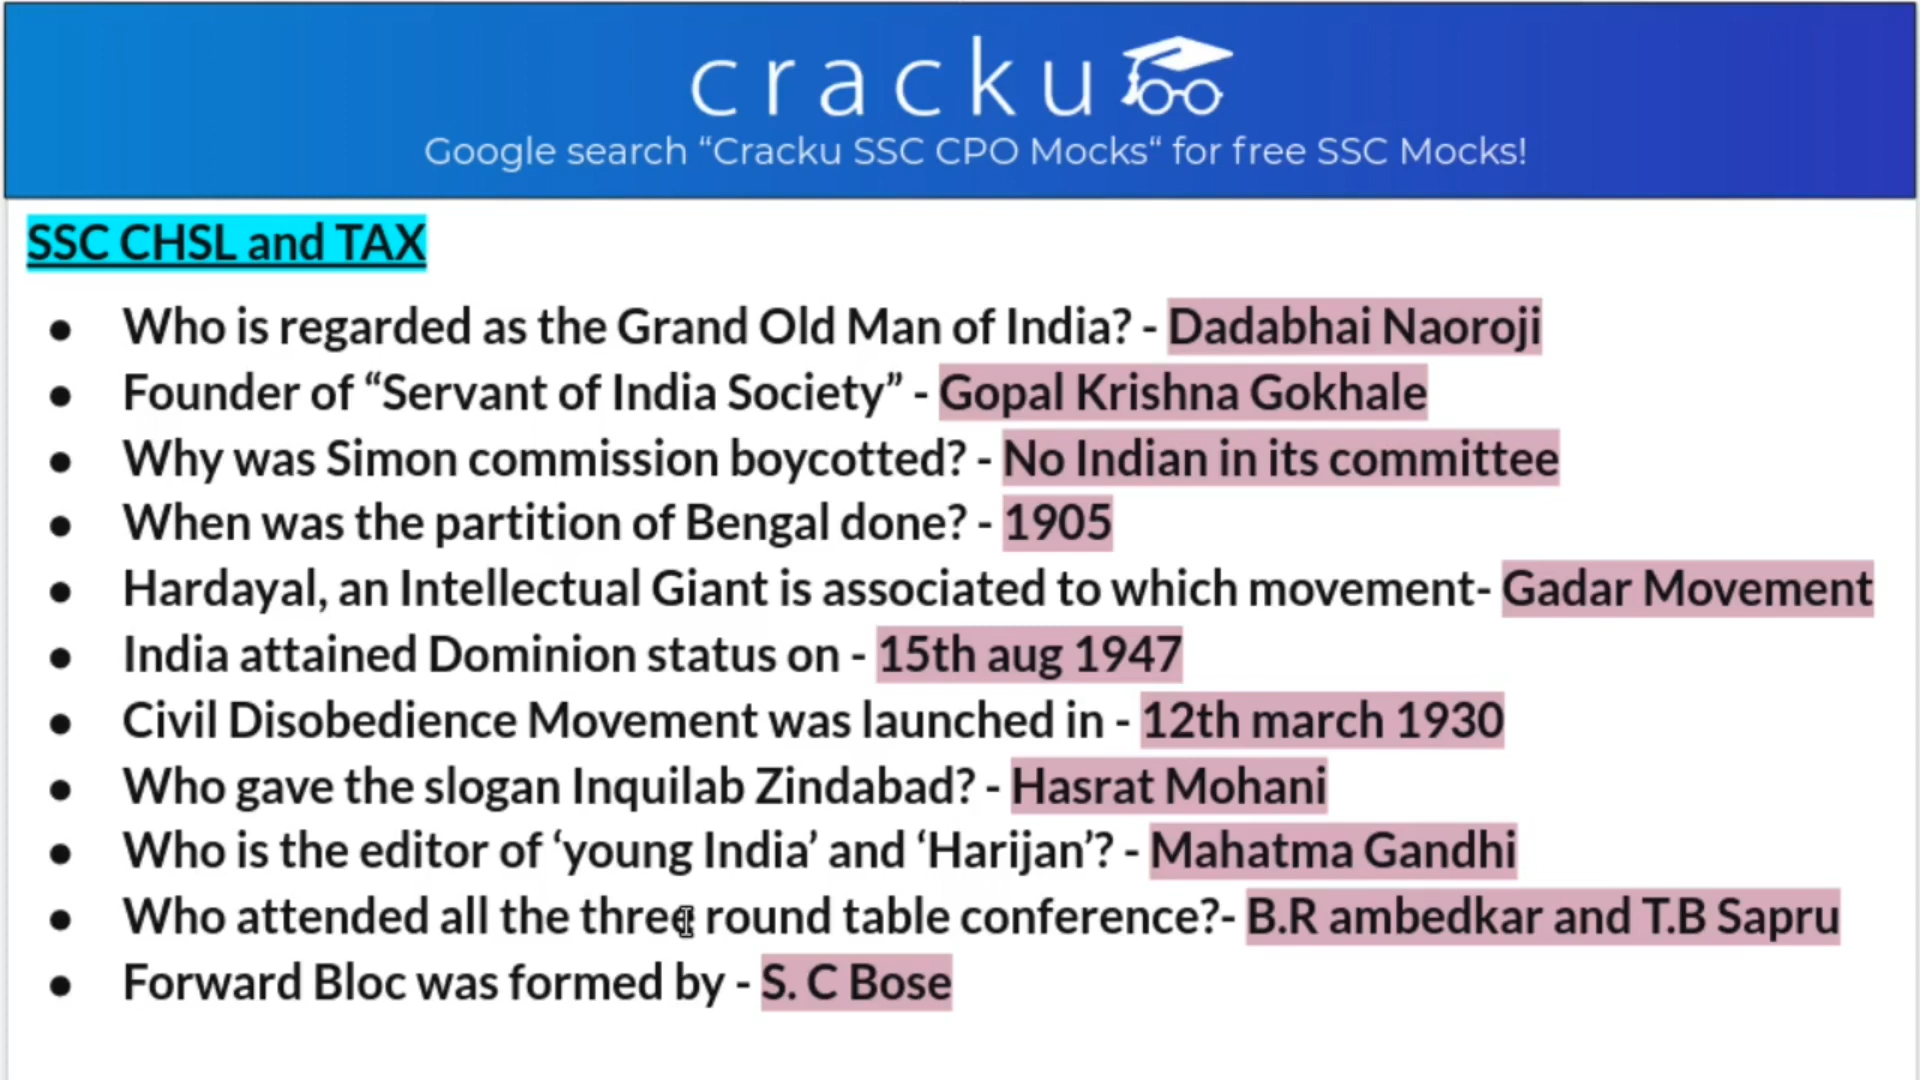 cracku
Google search “Cracku SSC CPO Mocks“ for free SSC Mocks!
SSC CHSL and TAX
● Who is regarded as the Grand Old Man of India? - Dadabhai Naoroji
● Founder of “Servant of India Society” - Gopal Krishna Gokhale
● Why was Simon commission boycotted? - No Indian in its committee
● When was the partition of Bengal done? - 1905
● Hardayal, an Intellectual Giant is associated to which movement- Gadar Movement
● India attained Dominion status on - 15th aug 1947
● Civil Disobedience Movement was launched in - 12th march 1930
● Who gave the slogan Inquilab Zindabad? - Hasrat Mohani
● Who is the editor of ‘young India’ and ‘Harijan’? - Mahatma Gandhi
● Who attended all the three round table conference?- B.R ambedkar and T.B Sapru
● Forward Bloc was formed by - S. C Bose